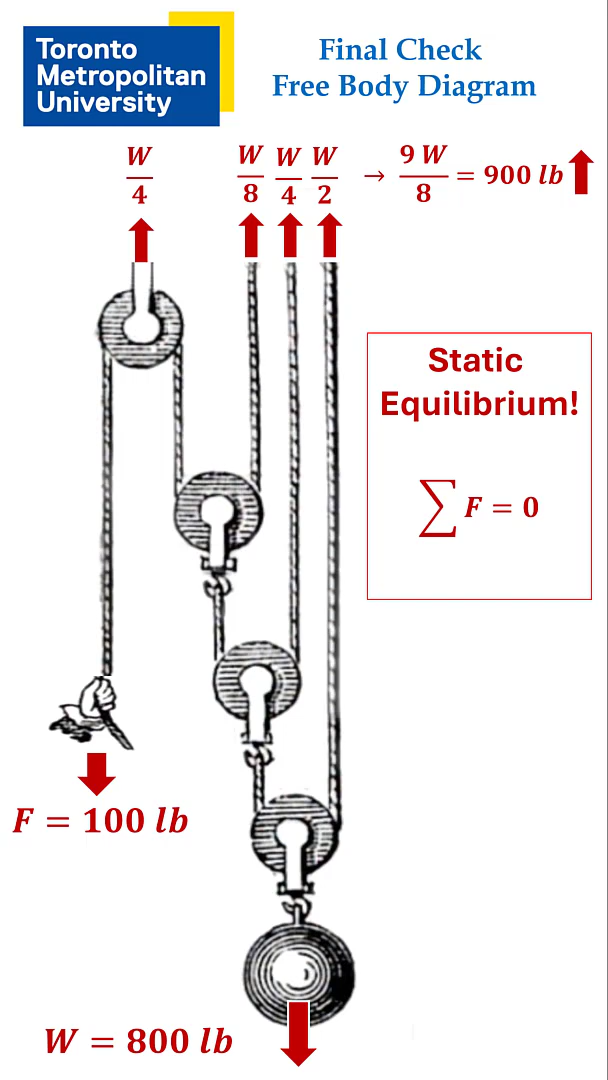 Toronto
Metropolitan
University
Final Check
Free Body Diagram
W/4 W/8 W/4 W/2 → 9 W/8 = 900 lb
Static
Equilibrium!
∑ F = 0
F = 100 lb
W = 800 lb